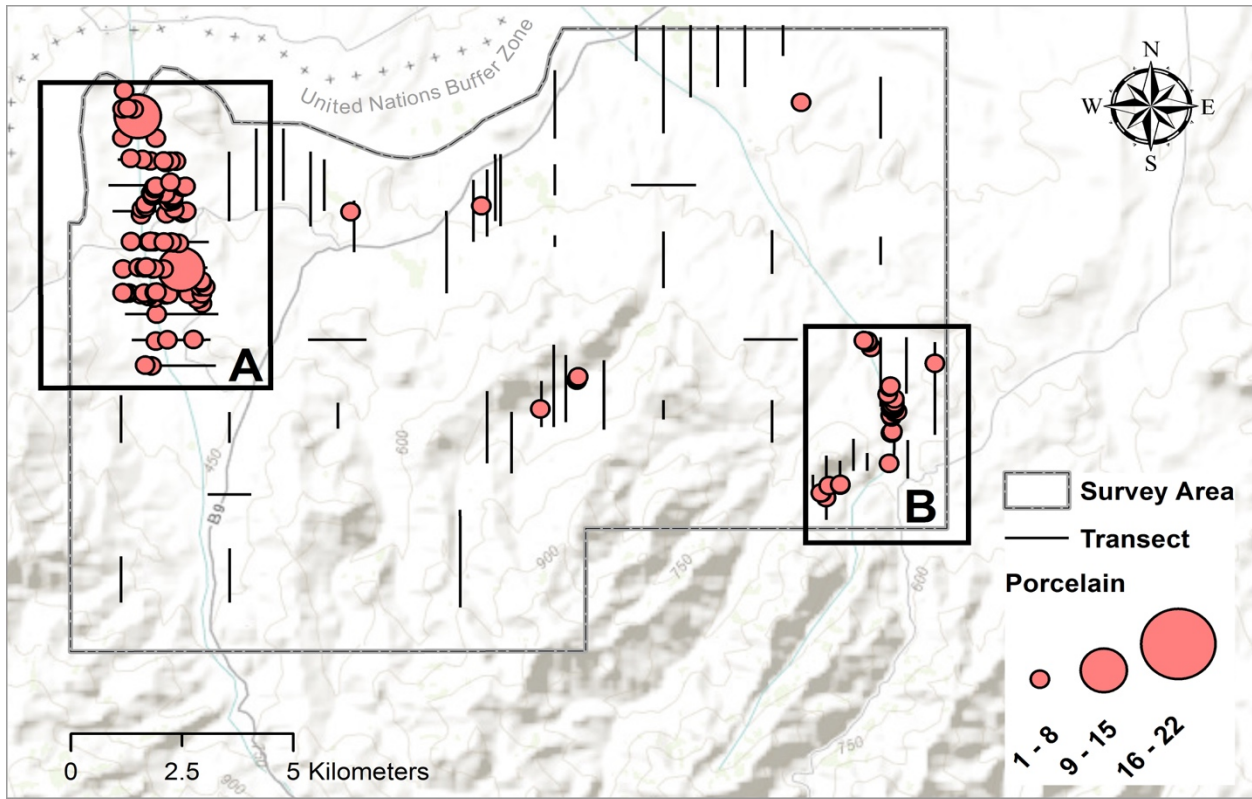 United Nations Buffer Zone
N
W E
S
A
B
600
450
B9
900
750
600
900
750
Survey Area
Transect
Porcelain
1 - 8
9 - 15
16 - 22
0 2.5 5 Kilometers